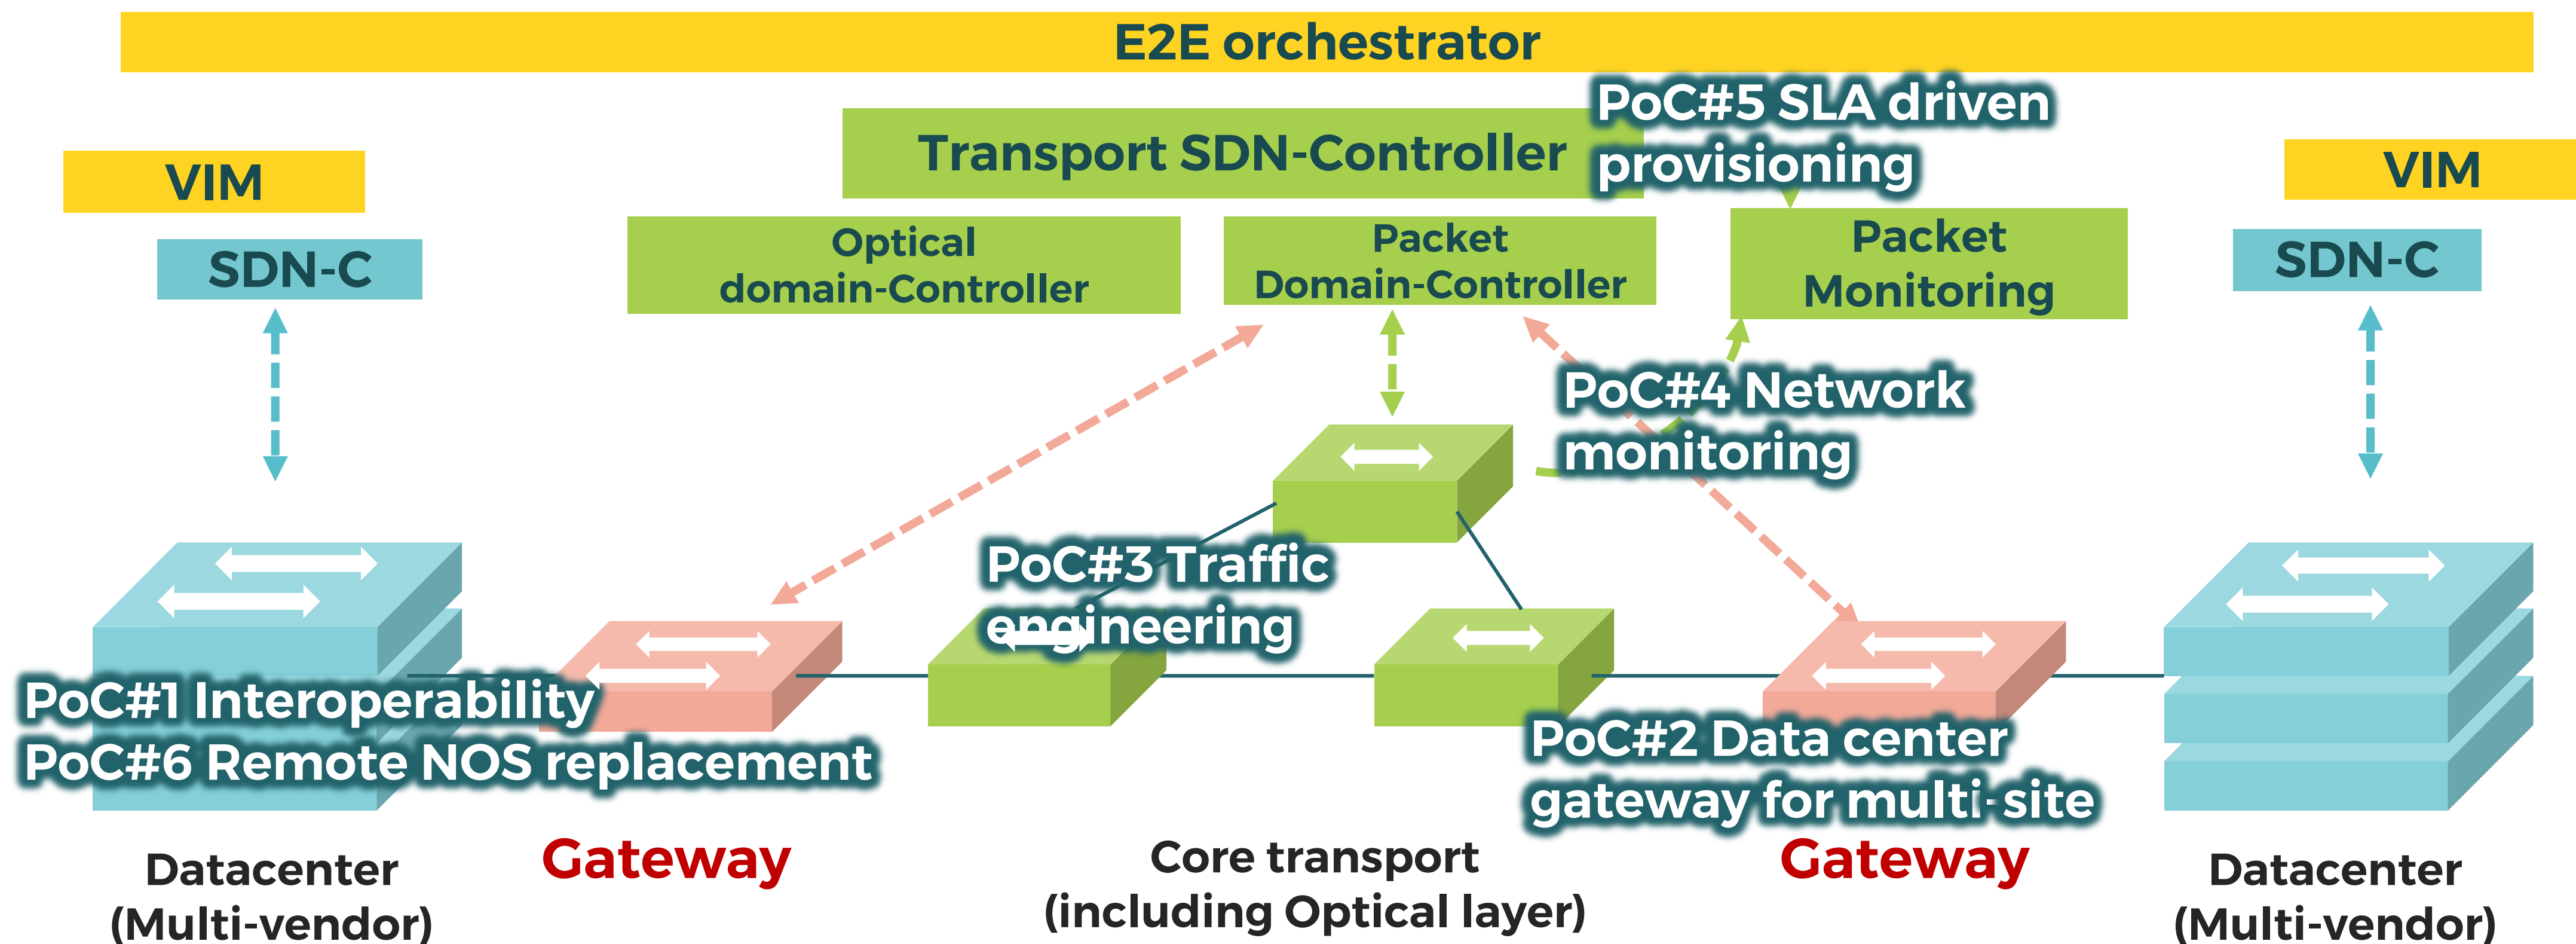 E2E orchestrator
PoC#5 SLA driven
provisioning
Transport SDN-Controller
VIM
VIM
SDN-C
Optical
domain-Controller
Packet
Domain-Controller
Packet
Monitoring
SDN-C
PoC#4 Network
monitoring
PoC#3 Traffic
engineering
PoC#1 Interoperability
PoC#6 Remote NOS replacement
PoC#2 Data center
gateway for multi-site
Datacenter
(Multi-vendor)
Gateway
Core transport
(including Optical layer)
Gateway
Datacenter
(Multi-vendor)